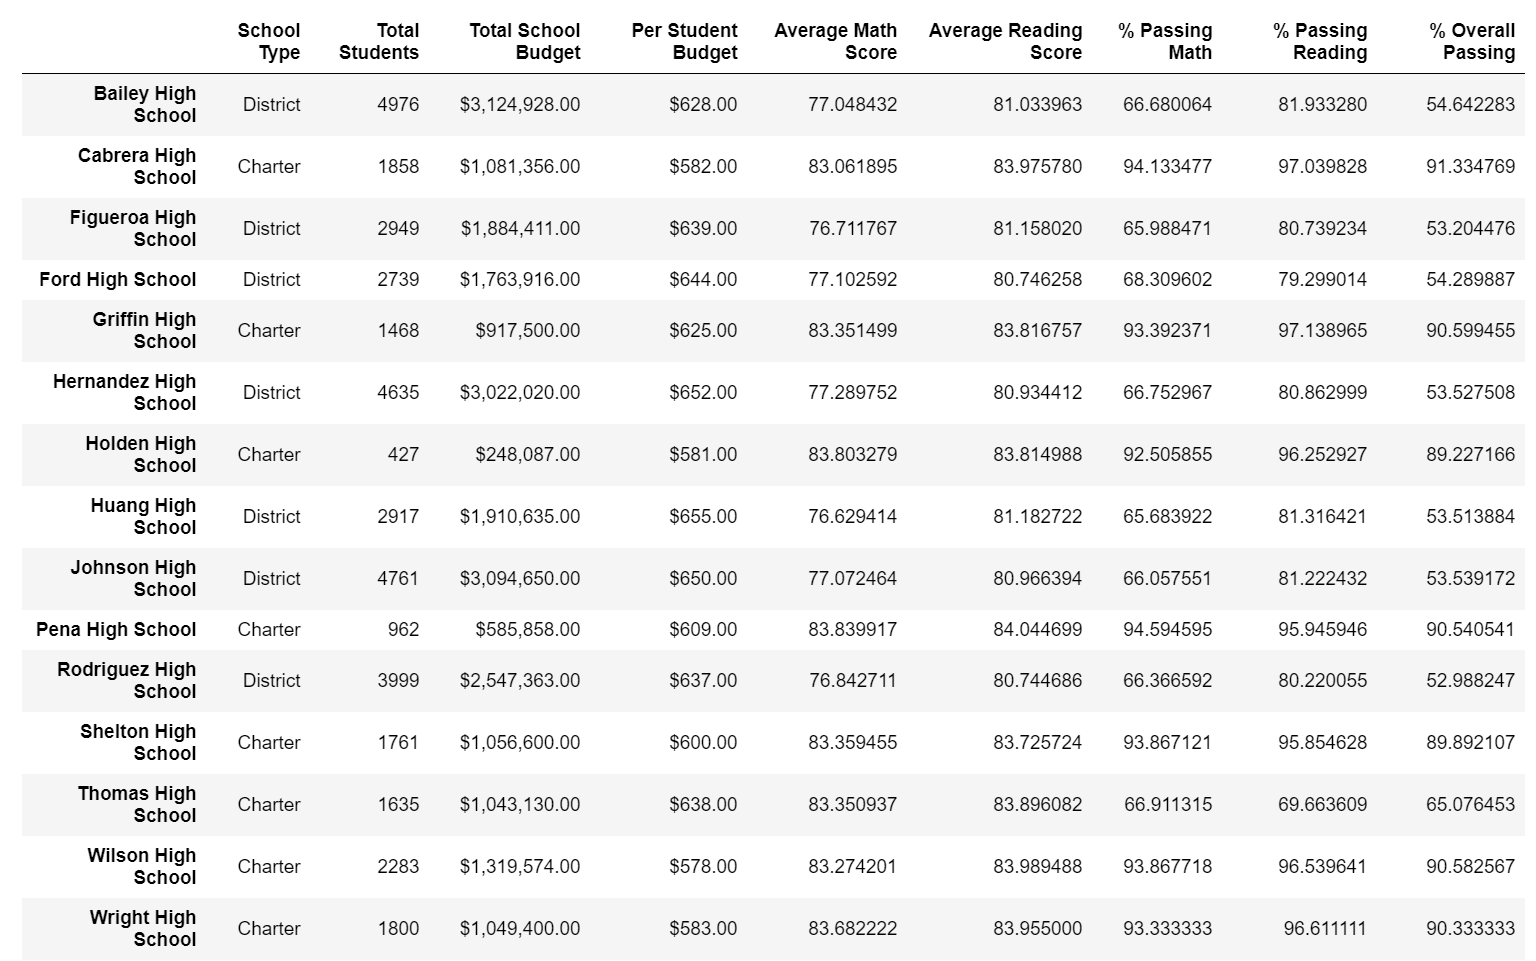 School Type Total Students Total School Budget Per Student Budget Average Math Score Average Reading Score % Passing Math % Passing Reading % Overall Passing
Bailey High School District 4976 $3,124,928.00 $628.00 77.048432 81.033963 66.680064 81.933280 54.642283
Cabrera High School Charter 1858 $1,081,356.00 $582.00 83.061895 83.975780 94.133477 97.039828 91.334769
Figueroa High School District 2949 $1,884,411.00 $639.00 76.711767 81.158020 65.988471 80.739234 53.204476
Ford High School District 2739 $1,763,916.00 $644.00 77.102592 80.746258 68.309602 79.299014 54.289887
Griffin High School Charter 1468 $917,500.00 $625.00 83.351499 83.816757 93.392371 97.138965 90.599455
Hernandez High School District 4635 $3,022,020.00 $652.00 77.289752 80.934412 66.752967 80.862999 53.527508
Holden High School Charter 427 $248,087.00 $581.00 83.803279 83.814988 92.505855 96.252927 89.227166
Huang High School District 2917 $1,910,635.00 $655.00 76.629414 81.182722 65.683922 81.316421 53.513884
Johnson High School District 4761 $3,094,650.00 $650.00 77.072464 80.966394 66.057551 81.222432 53.539172
Pena High School Charter 962 $585,858.00 $609.00 83.839917 84.044699 94.594595 95.945946 90.540541
Rodriguez High School District 3999 $2,547,363.00 $637.00 76.842711 80.744686 66.366592 80.220055 52.988247
Shelton High School Charter 1761 $1,056,600.00 $600.00 83.359455 83.725724 93.867121 95.854628 89.892107
Thomas High School Charter 1635 $1,043,130.00 $638.00 83.350937 83.896082 66.911315 69.663609 65.076453
Wilson High School Charter 2283 $1,319,574.00 $578.00 83.274201 83.989488 93.867718 96.539641 90.582567
Wright High School Charter 1800 $1,049,400.00 $583.00 83.682222 83.955000 93.333333 96.611111 90.333333